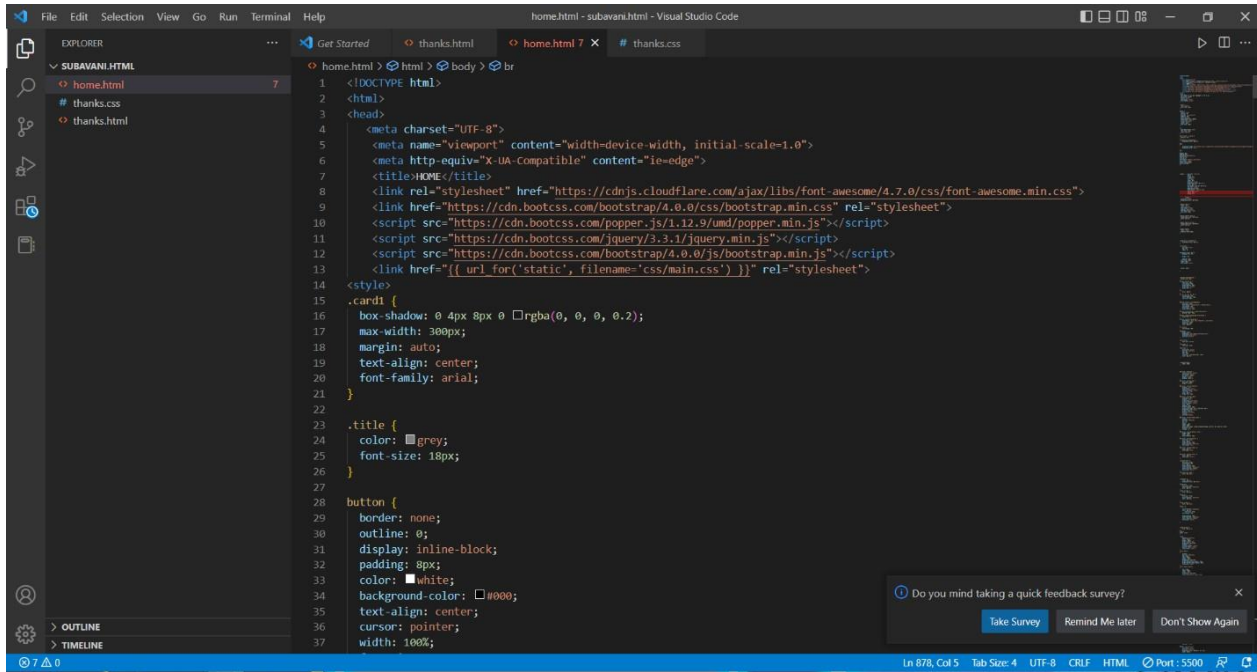 File Edit Selection View Go Run Terminal Help
home.html - subavani.html - Visual Studio Code
EXPLORER
SUBAVANI.HTML
home.html 7
thanks.css
thanks.html
OUTLINE
TIMELINE
Get Started thanks.html home.html 7 thanks.css
home.html > html > body > br
1 <!DOCTYPE html>
2 <html>
3 <head>
4 <meta charset="UTF-8">
5 <meta name="viewport" content="width=device-width, initial-scale=1.0">
6 <meta http-equiv="X-UA-Compatible" content="ie=edge">
7 <title>HOME</title>
8 <link rel="stylesheet" href="https://cdnjs.cloudflare.com/ajax/libs/font-awesome/4.7.0/css/font-awesome.min.css">
9 <link href="https://cdn.bootcss.com/bootstrap/4.0.0/css/bootstrap.min.css" rel="stylesheet">
10 <script src="https://cdn.bootcss.com/popper.js/1.12.9/umd/popper.min.js"></script>
11 <script src="https://cdn.bootcss.com/jquery/3.3.1/jquery.min.js"></script>
12 <script src="https://cdn.bootcss.com/bootstrap/4.0.0/js/bootstrap.min.js"></script>
13 <link href="{{ url_for('static', filename='css/main.css') }}" rel="stylesheet">
14 <style>
15 .card1 {
16 box-shadow: 0 4px 8px 0 rgba(0, 0, 0, 0.2);
17 max-width: 300px;
18 margin: auto;
19 text-align: center;
20 font-family: arial;
21 }
22
23 .title {
24 color: grey;
25 font-size: 18px;
26 }
27
28 button {
29 border: none;
30 outline: 0;
31 display: inline-block;
32 padding: 8px;
33 color: white;
34 background-color: #000;
35 text-align: center;
36 cursor: pointer;
37 width: 100%;
Do you mind taking a quick feedback survey?
Take Survey Remind Me later Don't Show Again
7 0 Ln 878, Col 5 Tab Size: 4 UTF-8 CRLF HTML Port : 5500